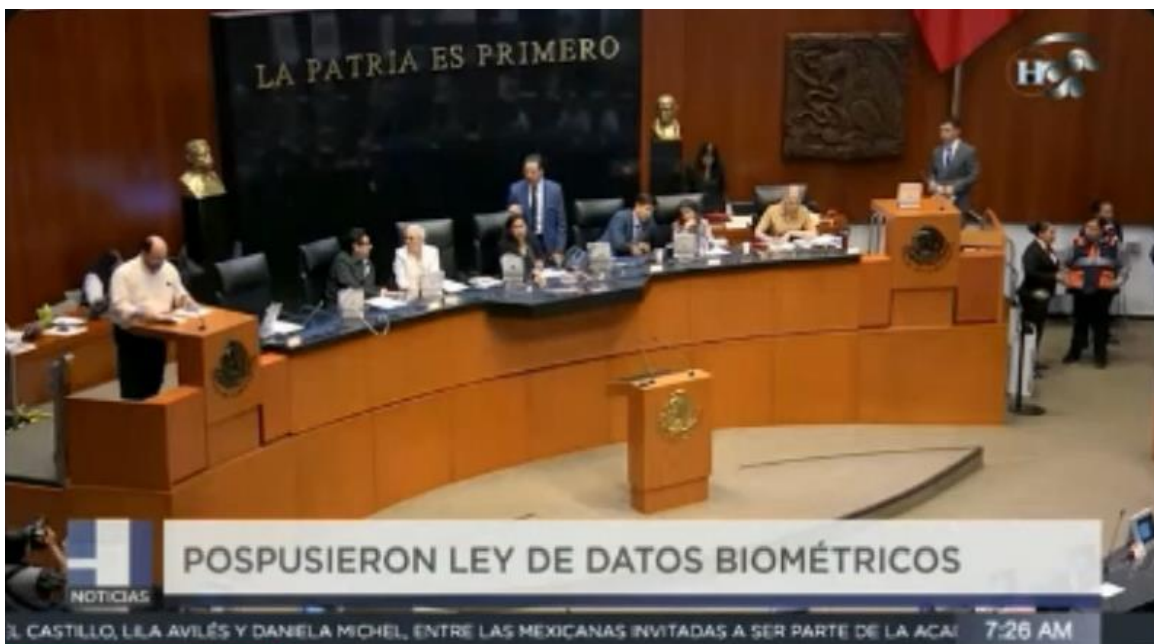 LA PATRIA ES PRIMERO
H
POSPUSIERON LEY DE DATOS BIOMÉTRICOS
NOTICIAS
CASTILLO, LILA AVILÉS Y DANIELA MICHEL, ENTRE LAS MEXICANAS INVITADAS A SER PARTE DE LA
7:26 AM